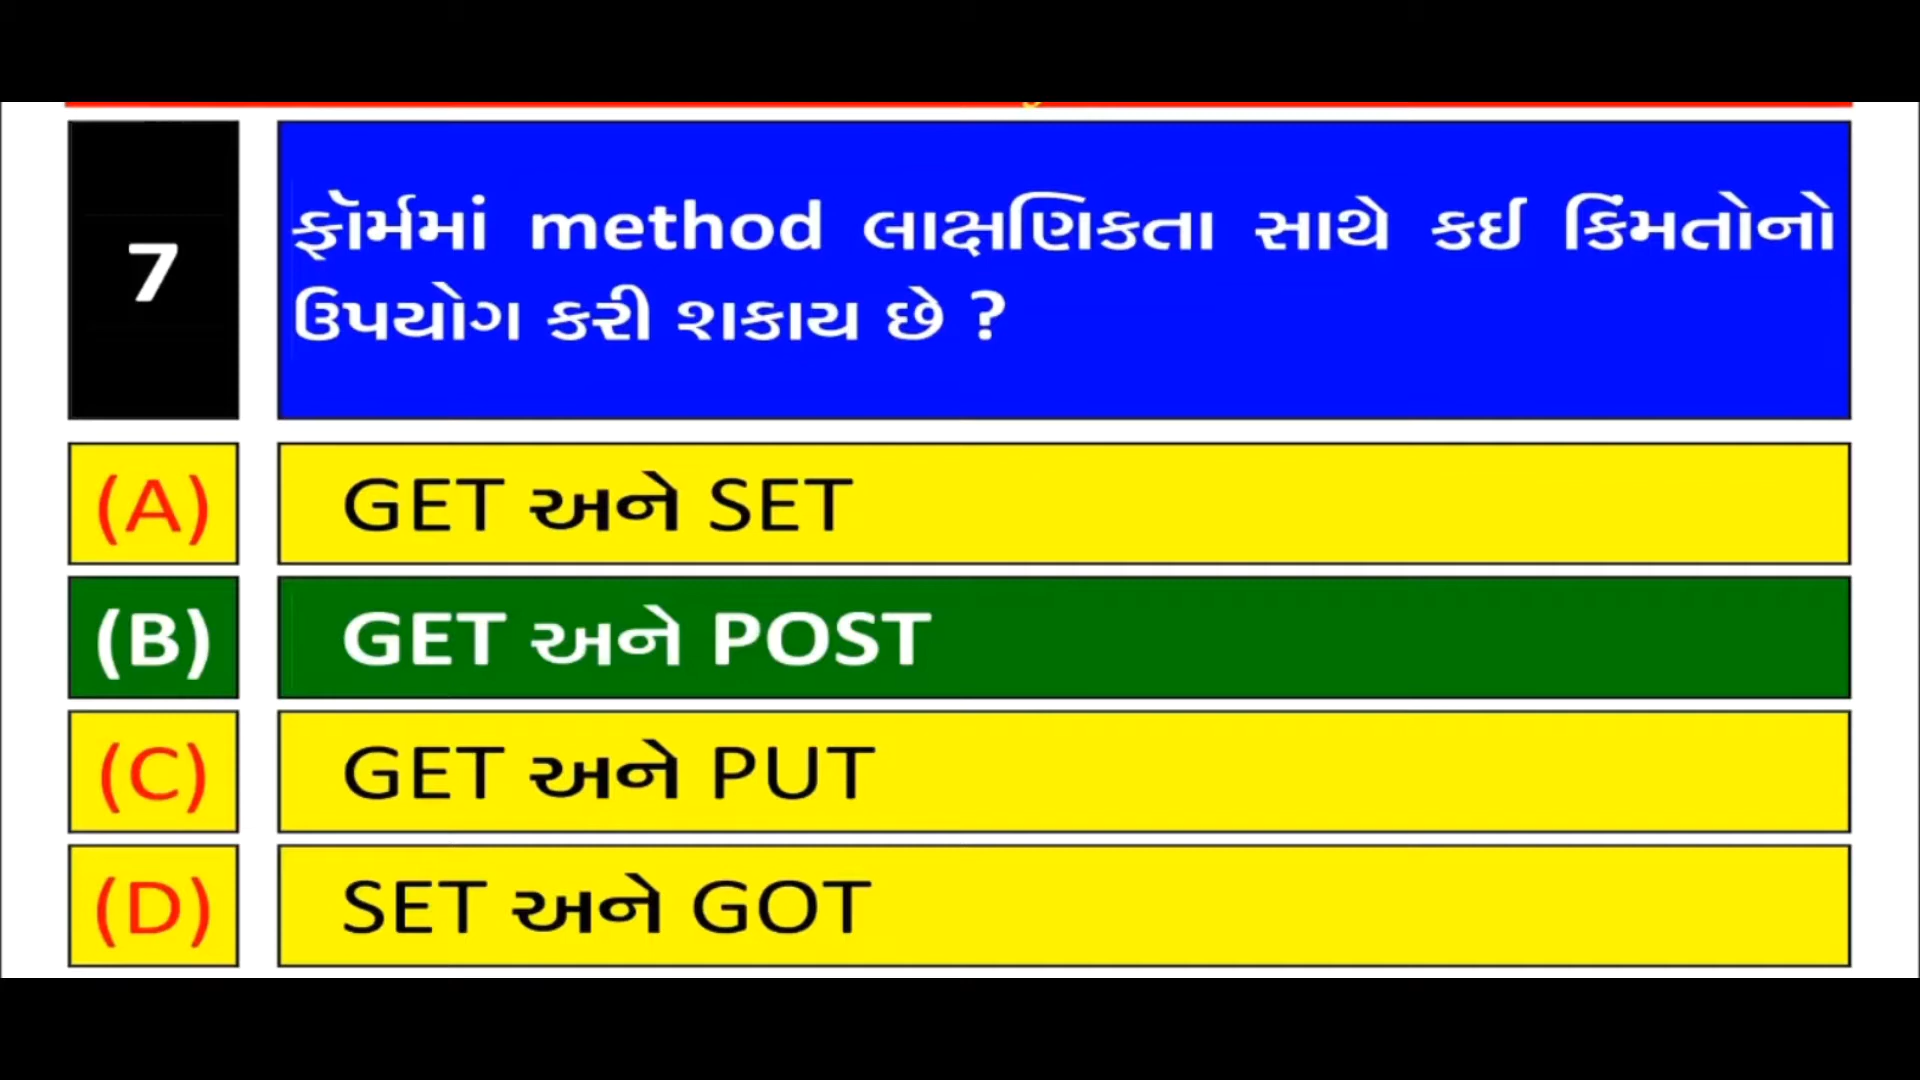 7
ફૉર્મમાં method લાક્ષણિકતા સાથે કઈ કિંમતોનો
ઉપયોગ કરી શકાય છે ?
(A) GET અને SET
(B) GET અને POST
(C) GET અને PUT
(D) SET અને GOT